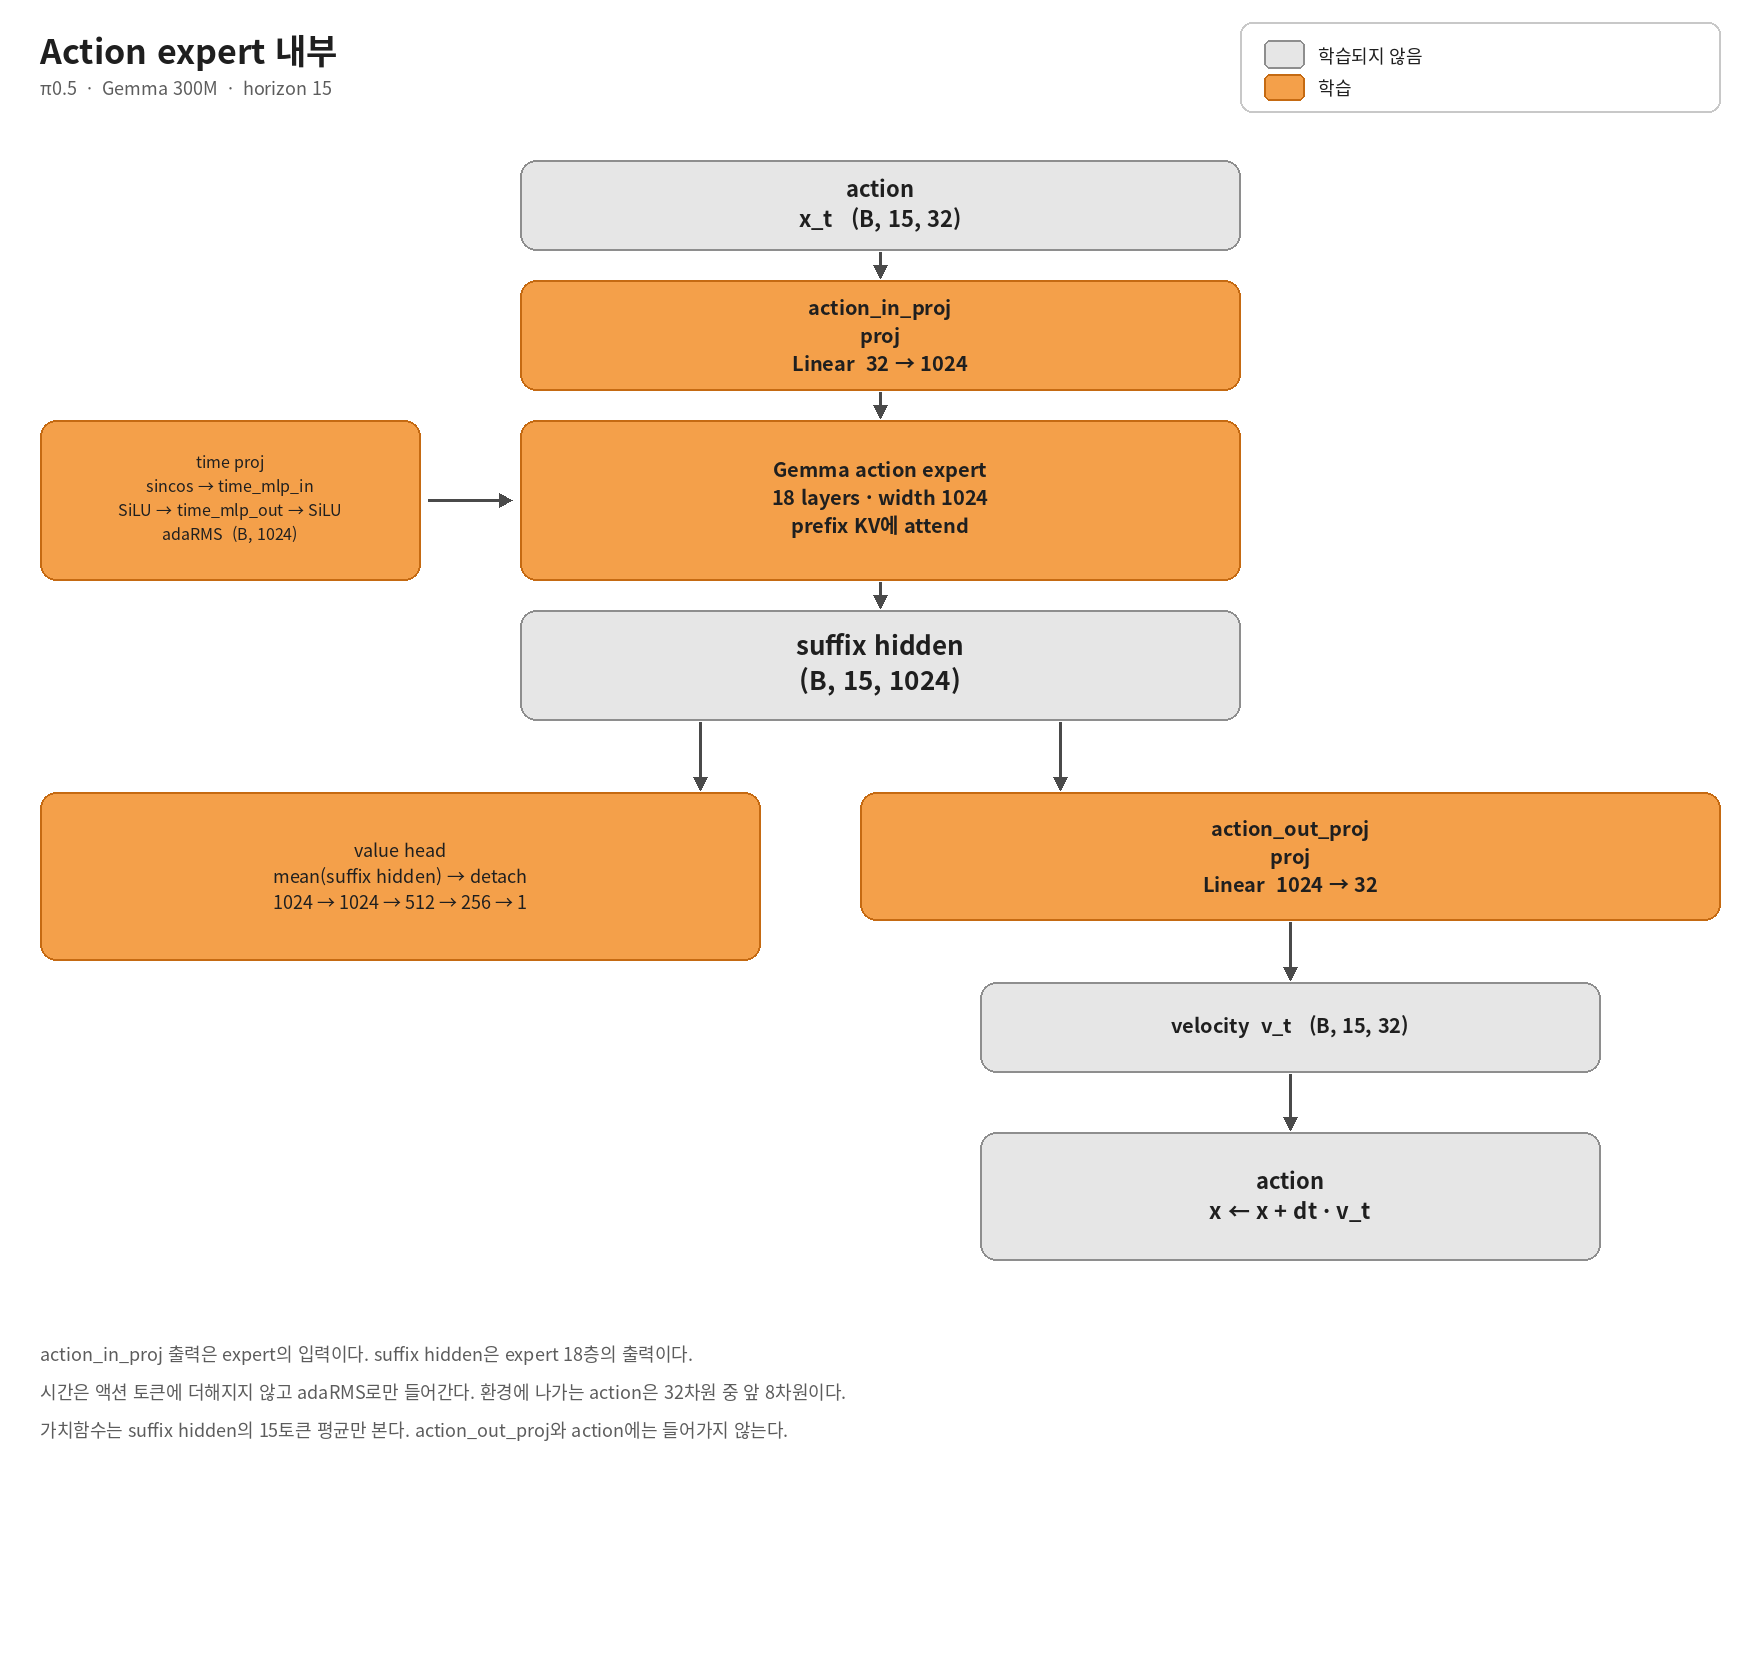 Action expert 내부
π0.5 · Gemma 300M · horizon 15
학습되지 않음
학습
action
x_t (B, 15, 32)
action_in_proj
proj
Linear 32 → 1024
time proj
sincos → time_mlp_in
SiLU → time_mlp_out → SiLU
adaRMS (B, 1024)
Gemma action expert
18 layers · width 1024
prefix KV에 attend
suffix hidden
(B, 15, 1024)
value head
mean(suffix hidden) → detach
1024 → 1024 → 512 → 256 → 1
action_out_proj
proj
Linear 1024 → 32
velocity v_t (B, 15, 32)
action
x ← x + dt · v_t
action_in_proj 출력은 expert의 입력이다. suffix hidden은 expert 18층의 출력이다.
시간은 액션 토큰에 더해지지 않고 adaRMS로만 들어간다. 환경에 나가는 action은 32차원 중 앞 8차원이다.
가치함수는 suffix hidden의 15토큰 평균만 본다. action_out_proj와 action에는 들어가지 않는다.